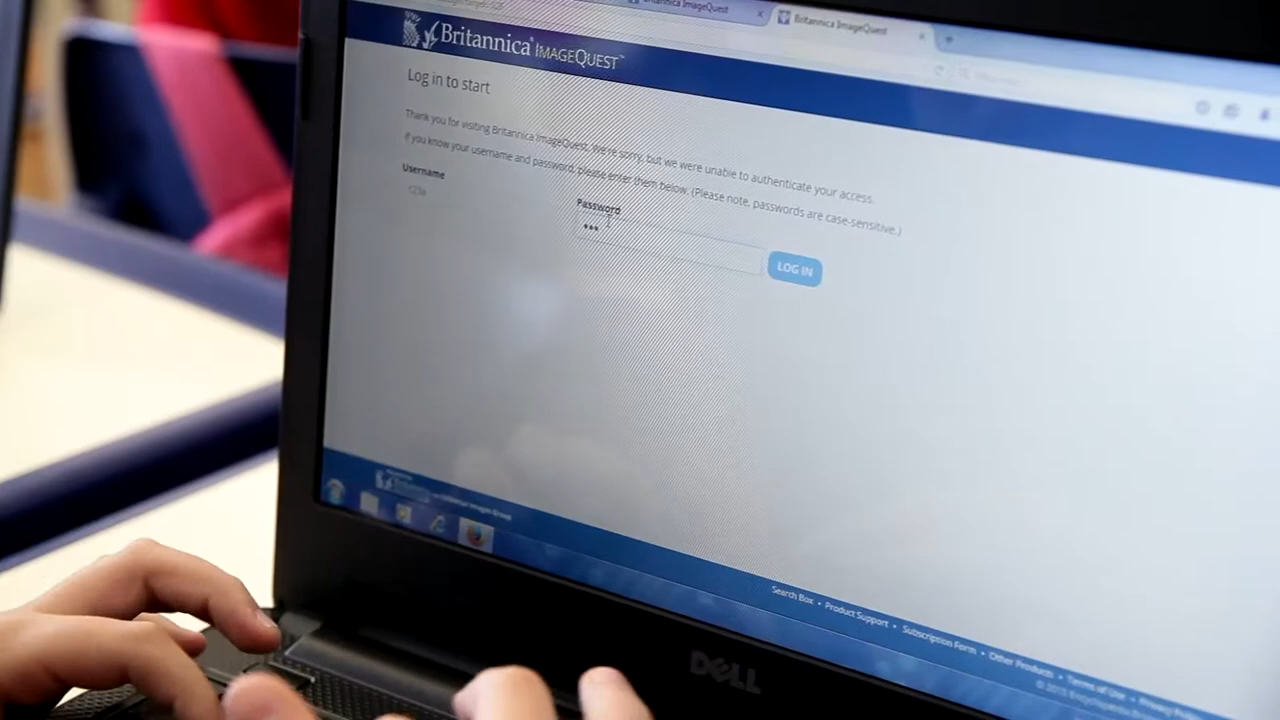 Britannica ImageQuest
Britannica ImageQuest
Britannica® IMAGEQUEST™
Log in to start
Thank you for visiting Britannica ImageQuest. We're sorry, but we were unable to authenticate your access.
If you know your username and password, please enter them below. (Please note, passwords are case-sensitive.)
Username
Password
•••
LOG IN
Search Box • Product Support • Subscription Form • Other Products • Terms of Use • Privacy
DELL